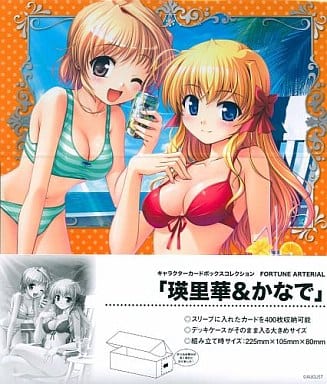 キャラクターカードボックスコレクション FORTUNE ARTERIAL
「瑛里華&かなで」
◎スリーブに入れたカードを400枚収納可能
◎デッキケースがそのまま入る大きめサイズ
◎組み立て時サイズ：225mm×105mm×80mm
©AUGUST